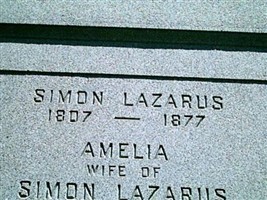 SIMON LAZARUS
1807 — 1877
AMELIA
WIFE OF
SIMON LAZARUS